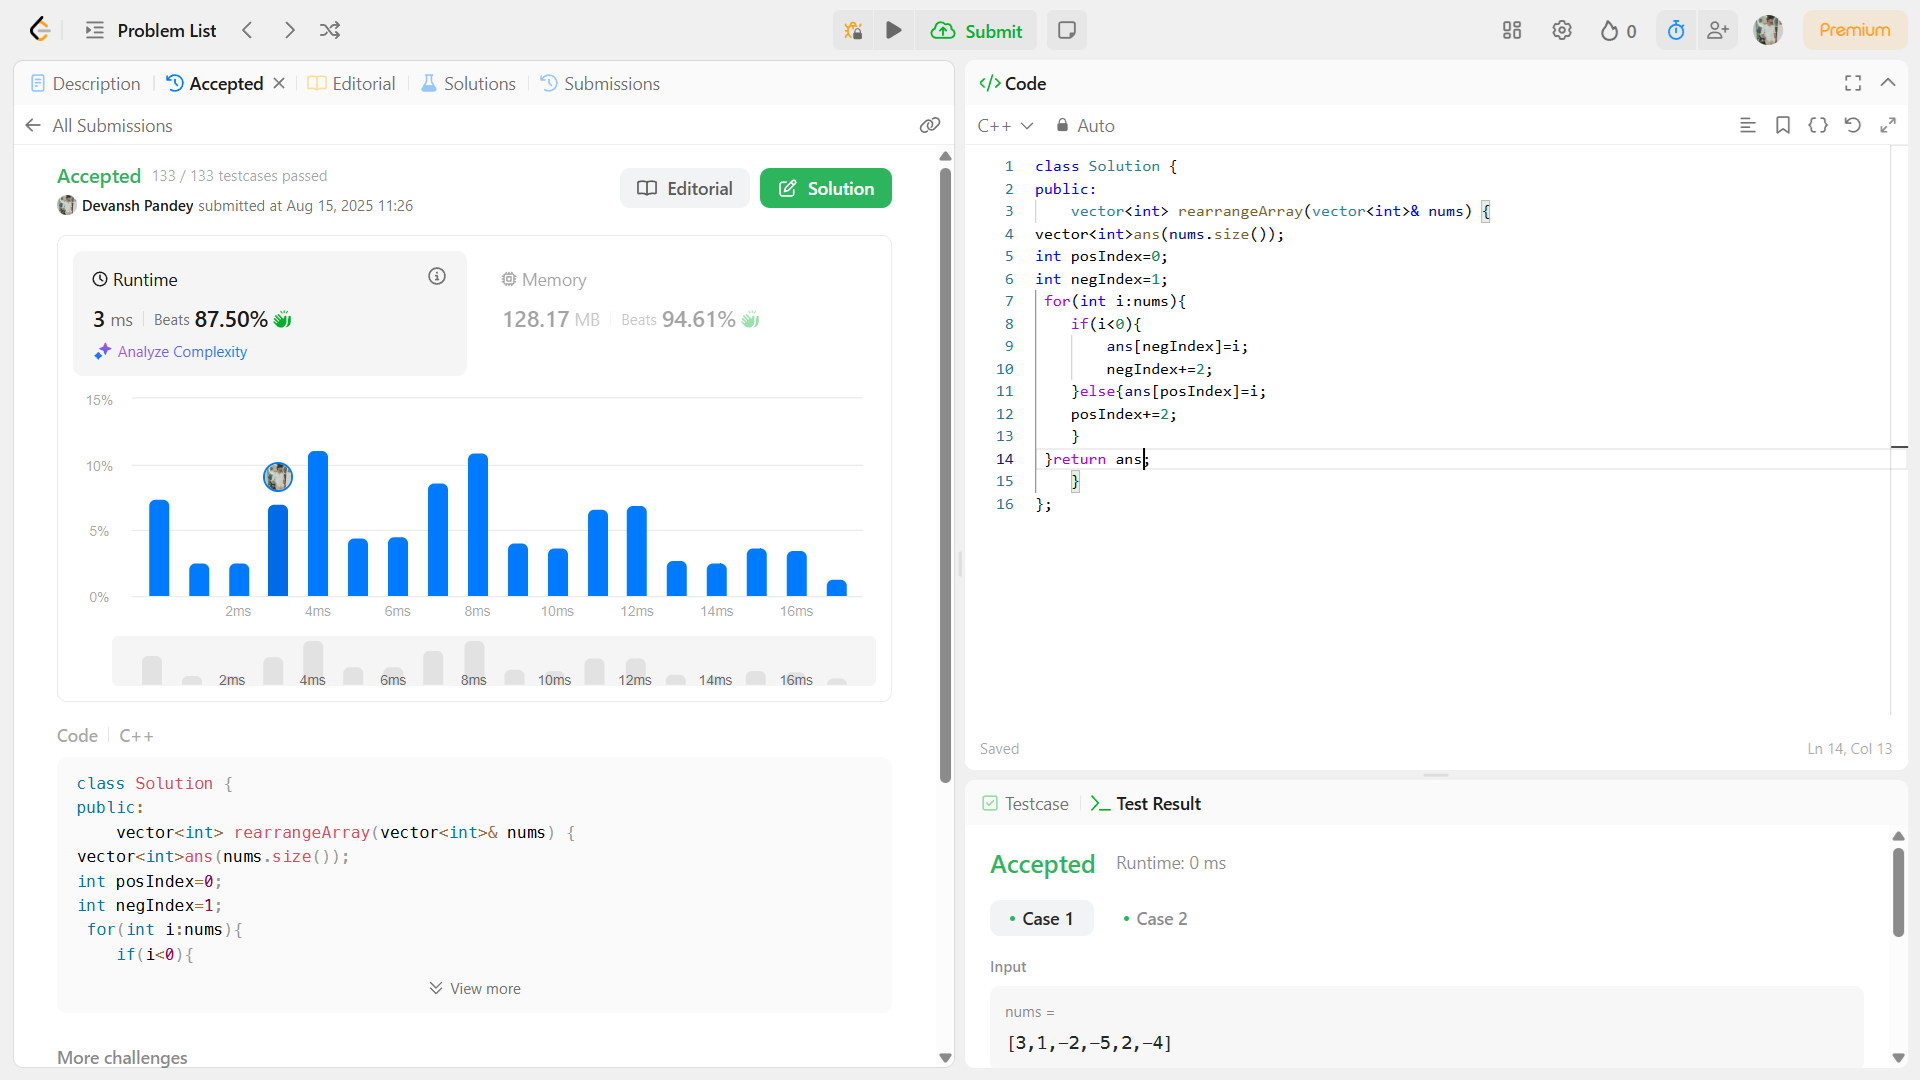 Problem List
Submit
0
Premium
Description
Accepted
Editorial
Solutions
Submissions
All Submissions
Accepted 133 / 133 testcases passed
Devansh Pandey submitted at Aug 15, 2025 11:26
Editorial
Solution
Runtime
3 ms Beats 87.50%
Analyze Complexity
Memory
128.17 MB Beats 94.61%
15%
10%
5%
0%
2ms 4ms 6ms 8ms 10ms 12ms 14ms 16ms
2ms 4ms 6ms 8ms 10ms 12ms 14ms 16ms
Code C++
class Solution {
public:
    vector<int> rearrangeArray(vector<int>& nums) {
vector<int>ans(nums.size());
int posIndex=0;
int negIndex=1;
 for(int i:nums){
    if(i<0){
View more
More challenges
</> Code
C++ Auto
1 class Solution {
2 public:
3     vector<int> rearrangeArray(vector<int>& nums) {
4 vector<int>ans(nums.size());
5 int posIndex=0;
6 int negIndex=1;
7  for(int i:nums){
8     if(i<0){
9         ans[negIndex]=i;
10         negIndex+=2;
11     }else{ans[posIndex]=i;
12     posIndex+=2;
13     }
14  }return ans;
15     }
16 };
Saved
Ln 14, Col 13
Testcase
Test Result
Accepted Runtime: 0 ms
• Case 1
• Case 2
Input
nums =
[3,1,-2,-5,2,-4]